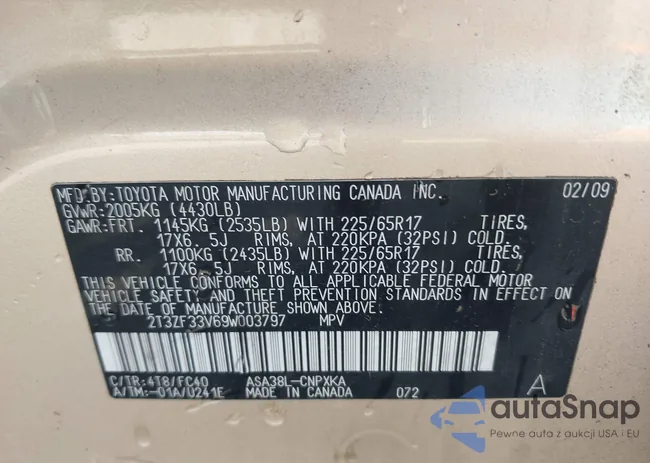 MFD.BY:TOYOTA MOTOR MANUFACTURING CANADA INC. 02/09
GVWR:2005KG (4430LB)
GAWR:FRT. 1145KG (2535LB) WITH 225/65R17 TIRES,
17X6. 5J RIMS, AT 220KPA (32PSI) COLD.
RR. 1100KG (2435LB) WITH 225/65R17 TIRES,
17X6. 5J RIMS, AT 220KPA (32PSI) COLD.
THIS VEHICLE CONFORMS TO ALL APPLICABLE FEDERAL MOTOR
VEHICLE SAFETY AND THEFT PREVENTION STANDARDS IN EFFECT ON
THE DATE OF MANUFACTURE SHOWN ABOVE.
2T3ZF33V69W003797 MPV
C/TR:4T8/FC40 ASA38L-CNPXKA
A/TM:-01A/U241E MADE IN CANADA 072 A
autoSnap
Pewne auta z aukcji USA i EU